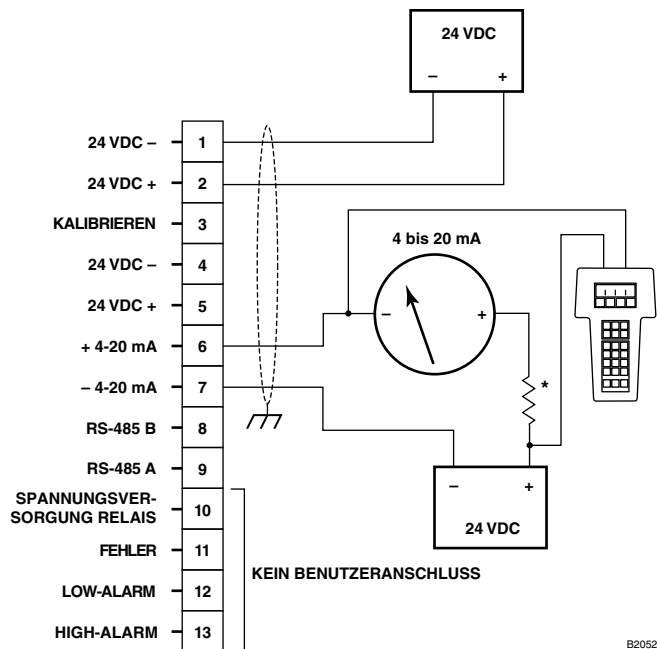 24 VDC
– +
24 VDC – 1
24 VDC + 2
KALIBRIEREN 3
24 VDC – 4
24 VDC + 5
+ 4-20 mA 6
– 4-20 mA 7
RS-485 B 8
RS-485 A 9
SPANNUNGSVER-
SORGUNG RELAIS 10
FEHLER 11
LOW-ALARM 12
HIGH-ALARM 13
4 bis 20 mA
– +
*
– +
24 VDC
KEIN BENUTZERANSCHLUSS
B2052